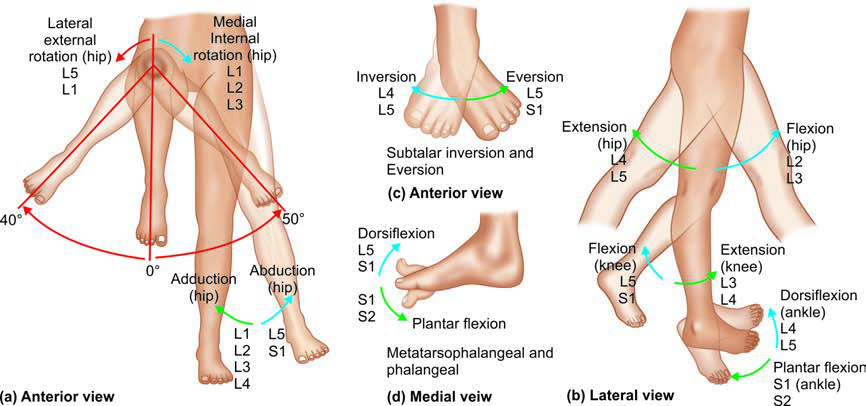 Lateral
external
rotation (hip)
L5
L1
Medial
Internal
rotation (hip)
L1
L2
L3
40°
0°
50°
Adduction
(hip)
L1
L2
L3
L4
Abduction
(hip)
L5
S1
(a) Anterior view
Inversion
L4
L5
Eversion
L5
S1
Subtalar inversion and
Eversion
(c) Anterior view
Dorsiflexion
L5
S1
S1
S2
Plantar flexion
Metatarsophalangeal and
phalangeal
(d) Medial veiw
Extension
(hip)
L4
L5
Flexion
(hip)
L2
L3
Flexion
(knee)
L5
S1
Extension
(knee)
L3
L4
Dorsiflexion
(ankle)
L4
L5
Plantar flexion
S1 (ankle)
S2
(b) Lateral view